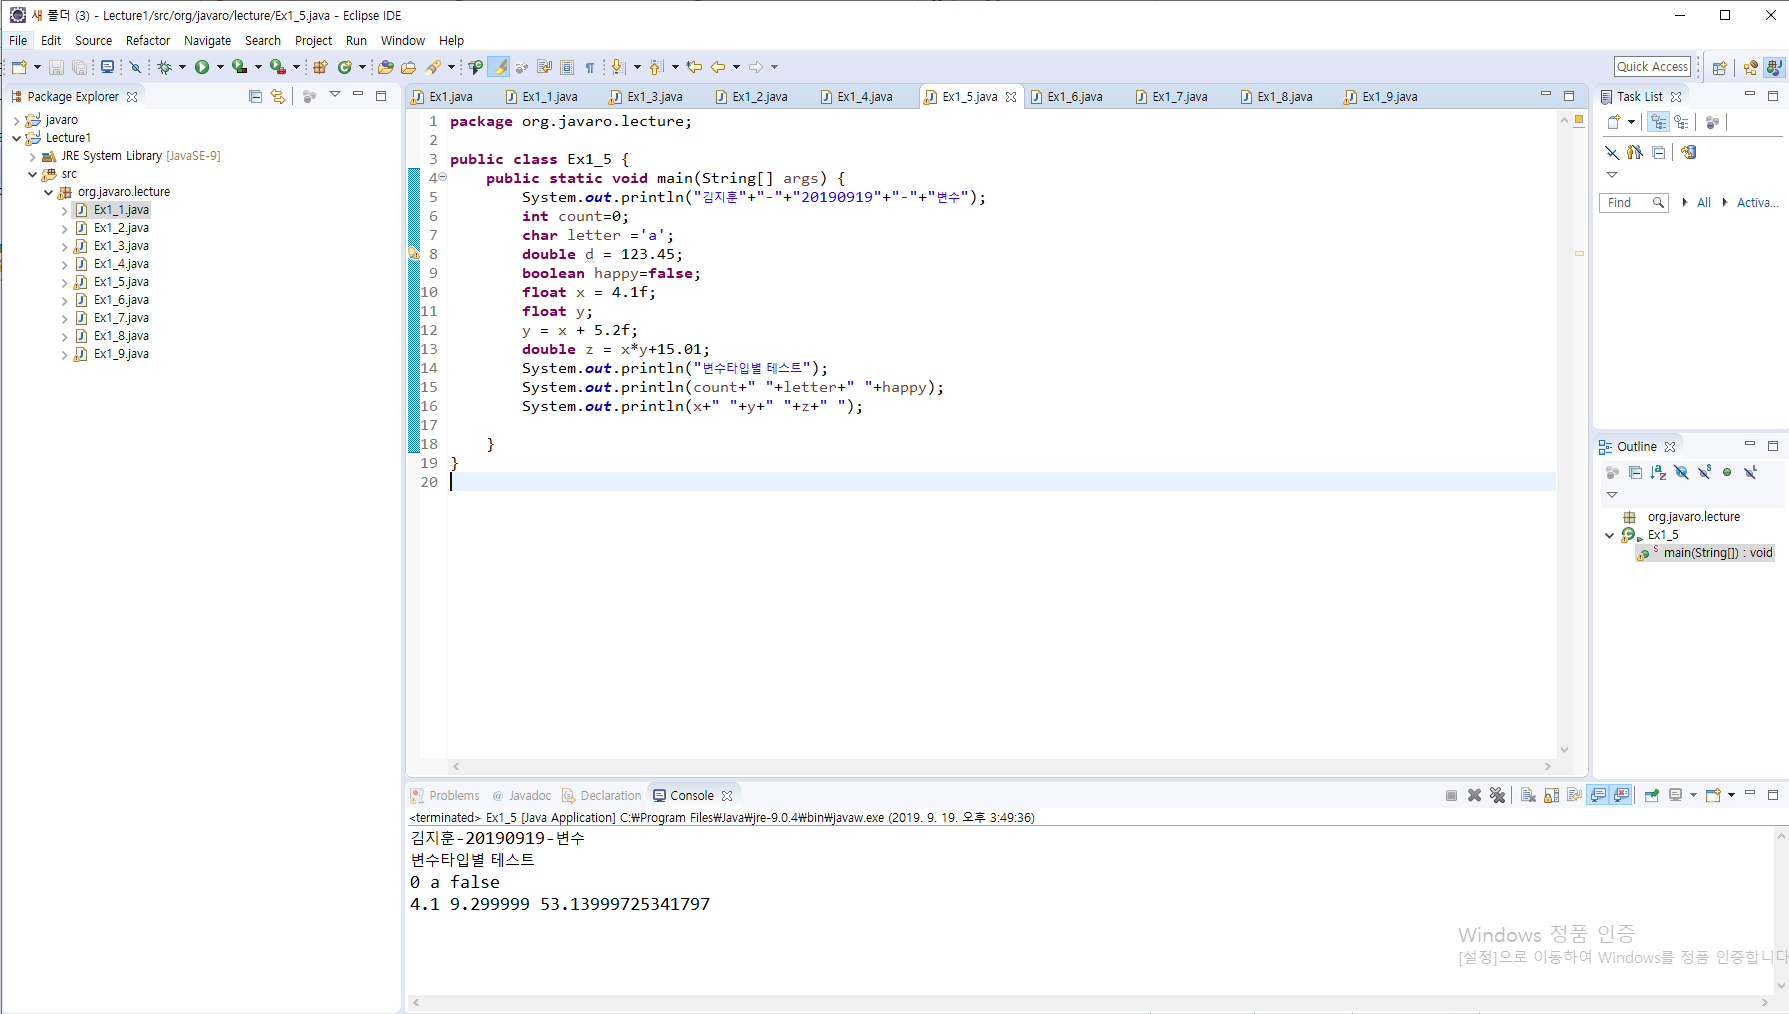 새 폴더 (3) - Lecture1/src/org/javaro/lecture/Ex1_5.java - Eclipse IDE
File Edit Source Refactor Navigate Search Project Run Window Help
Quick Access
Package Explorer
javaro
Lecture1
JRE System Library [JavaSE-9]
src
org.javaro.lecture
Ex1_1.java
Ex1_2.java
Ex1_3.java
Ex1_4.java
Ex1_5.java
Ex1_6.java
Ex1_7.java
Ex1_8.java
Ex1_9.java
Ex1.java Ex1_1.java Ex1_3.java Ex1_2.java Ex1_4.java Ex1_5.java Ex1_6.java Ex1_7.java Ex1_8.java Ex1_9.java
1 package org.javaro.lecture;
2
3 public class Ex1_5 {
4 public static void main(String[] args) {
5 System.out.println("김지훈"+"-"+"20190919"+"-"+"변수");
6 int count=0;
7 char letter ='a';
8 double d = 123.45;
9 boolean happy=false;
10 float x = 4.1f;
11 float y;
12 y = x + 5.2f;
13 double z = x*y+15.01;
14 System.out.println("변수타입별 테스트");
15 System.out.println(count+" "+letter+" "+happy);
16 System.out.println(x+" "+y+" "+z+" ");
17
18 }
19 }
20
Task List
Find All Activa...
Outline
org.javaro.lecture
Ex1_5
main(String[]) : void
Problems @ Javadoc Declaration Console
<terminated> Ex1_5 [Java Application] C:₩Program Files₩Java₩jre-9.0.4₩bin₩javaw.exe (2019. 9. 19. 오후 3:49:36)
김지훈-20190919-변수
변수타입별 테스트
0 a false
4.1 9.299999 53.13999725341797
Windows 정품 인증
[설정]으로 이동하여 Windows를 정품 인증합니다